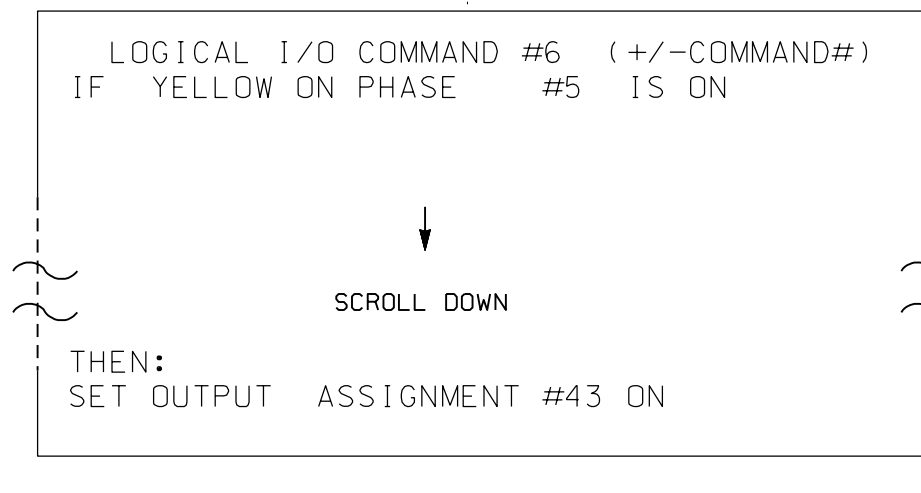 LOGICAL I/O COMMAND #6 (+/-COMMAND#)
IF YELLOW ON PHASE #5 IS ON
SCROLL DOWN
THEN:
SET OUTPUT ASSIGNMENT #43 ON